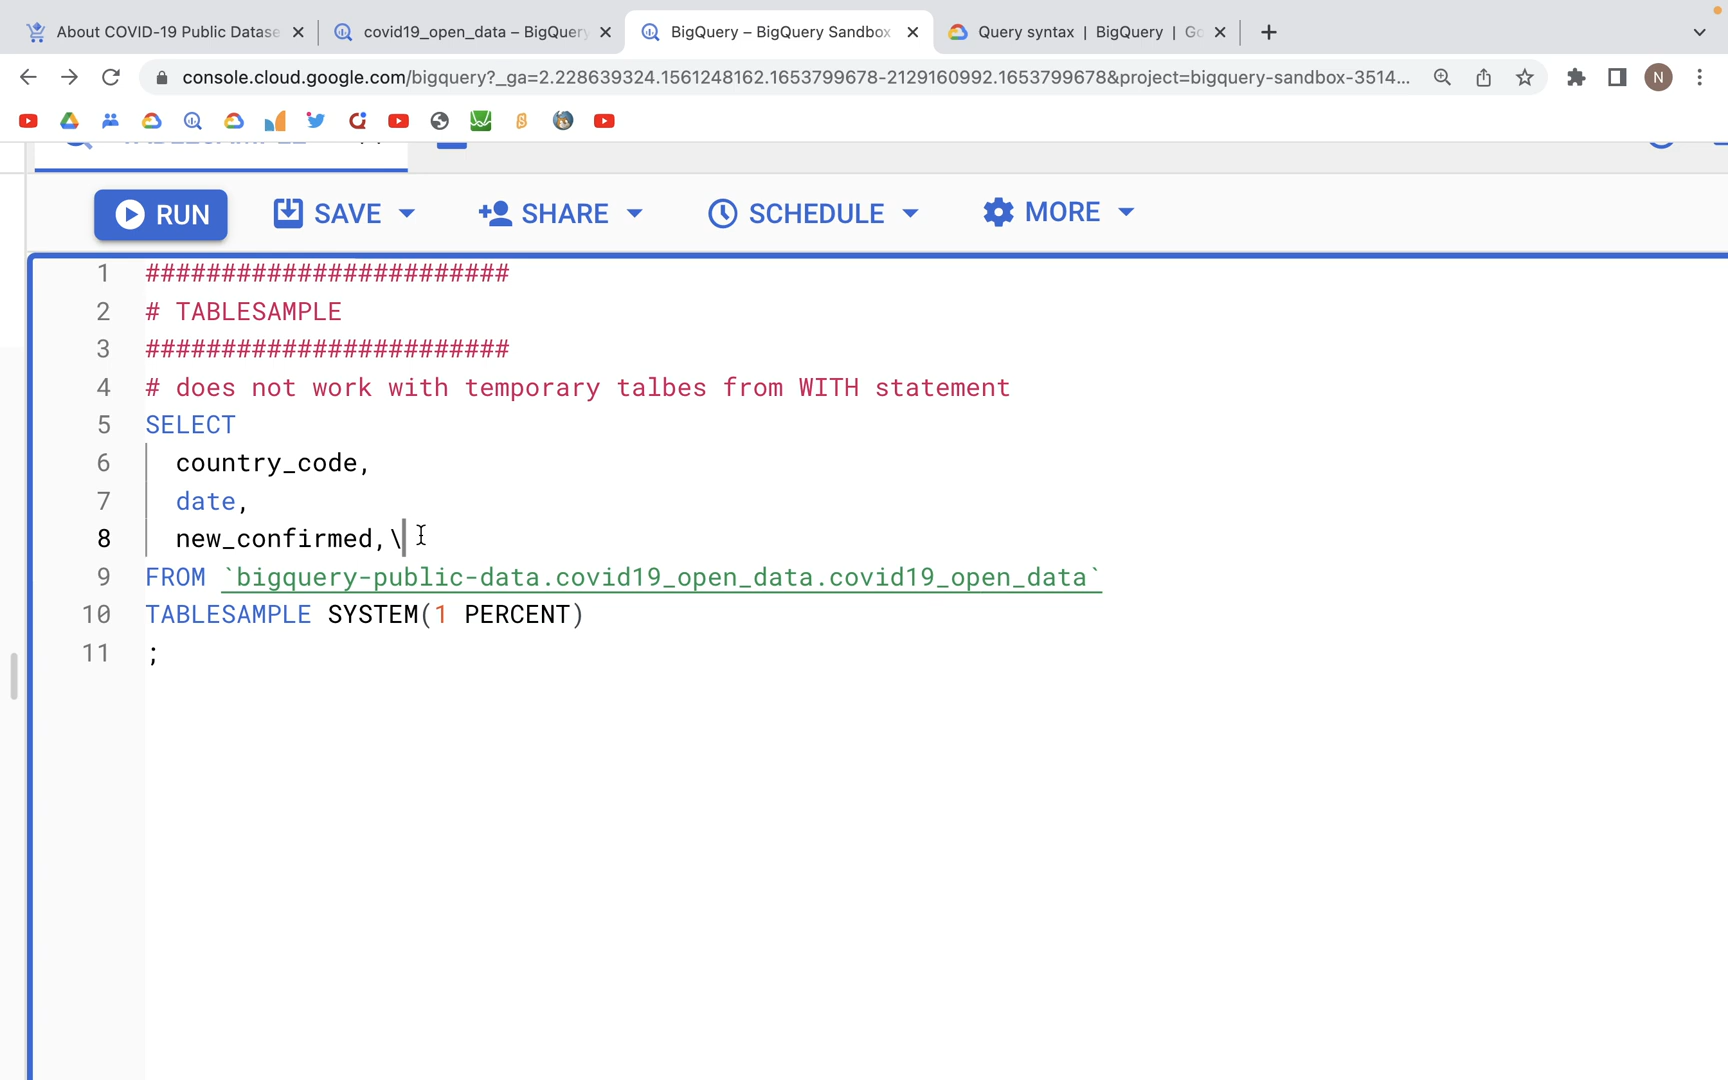 About COVID-19 Public Datase
covid19_open_data – BigQuery
BigQuery – BigQuery Sandbox
Query syntax | BigQuery | Go
console.cloud.google.com/bigquery?_ga=2.228639324.1561248162.1653799678-2129160992.1653799678&project=bigquery-sandbox-3514...
N
TABLESAMPLE
RUN
SAVE
SHARE
SCHEDULE
MORE
1 ########################
2 # TABLESAMPLE
3 ########################
4 # does not work with temporary talbes from WITH statement
5 SELECT
6 country_code,
7 date,
8 new_confirmed,\
9 FROM `bigquery-public-data.covid19_open_data.covid19_open_data`
10 TABLESAMPLE SYSTEM(1 PERCENT)
11 ;